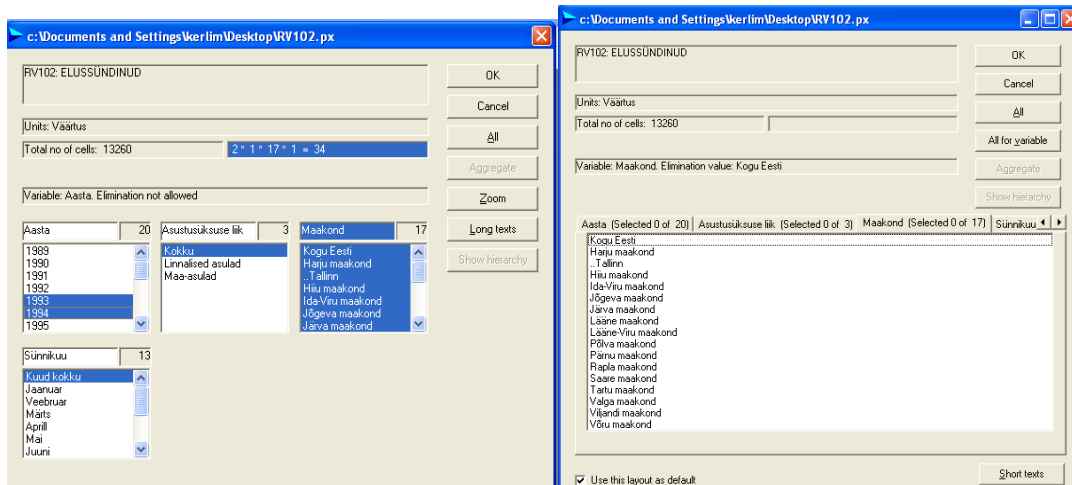 c:\Documents and Settings\kerlim\Desktop\RV102.px
RV102: ELUSSÜNDINUD
OK
Cancel
Units: Väärtus
All
Total no of cells: 13260
2 * 1 * 17 * 1 = 34
Aggregate
Variable: Aasta. Elimination not allowed
Zoom
Aasta 20
Asustusüksuse liik 3
Maakond 17
Long texts
Show hierarchy
1989
1990
1991
1992
1993
1994
1995
Kokku
Linnalised asulad
Maa-asulad
Kogu Eesti
Harju maakond
..Tallinn
Hiiu maakond
Ida-Viru maakond
Jõgeva maakond
Järva maakond
Sünnikuu 13
Kuud kokku
Jaanuar
Veebruar
Märts
Aprill
Mai
Juuni
c:\Documents and Settings\kerlim\Desktop\RV102.px
RV102: ELUSSÜNDINUD
OK
Cancel
Units: Väärtus
All
Total no of cells: 13260
All for variable
Variable: Maakond. Elimination value: Kogu Eesti
Aggregate
Show hierarchy
Aasta (Selected 0 of 20)
Asustusüksuse liik (Selected 0 of 3)
Maakond (Selected 0 of 17)
Sünnikuu
Kogu Eesti
Harju maakond
..Tallinn
Hiiu maakond
Ida-Viru maakond
Jõgeva maakond
Järva maakond
Lääne maakond
Lääne-Viru maakond
Põlva maakond
Pärnu maakond
Rapla maakond
Saare maakond
Tartu maakond
Valga maakond
Viljandi maakond
Võru maakond
Use this layout as default
Short texts